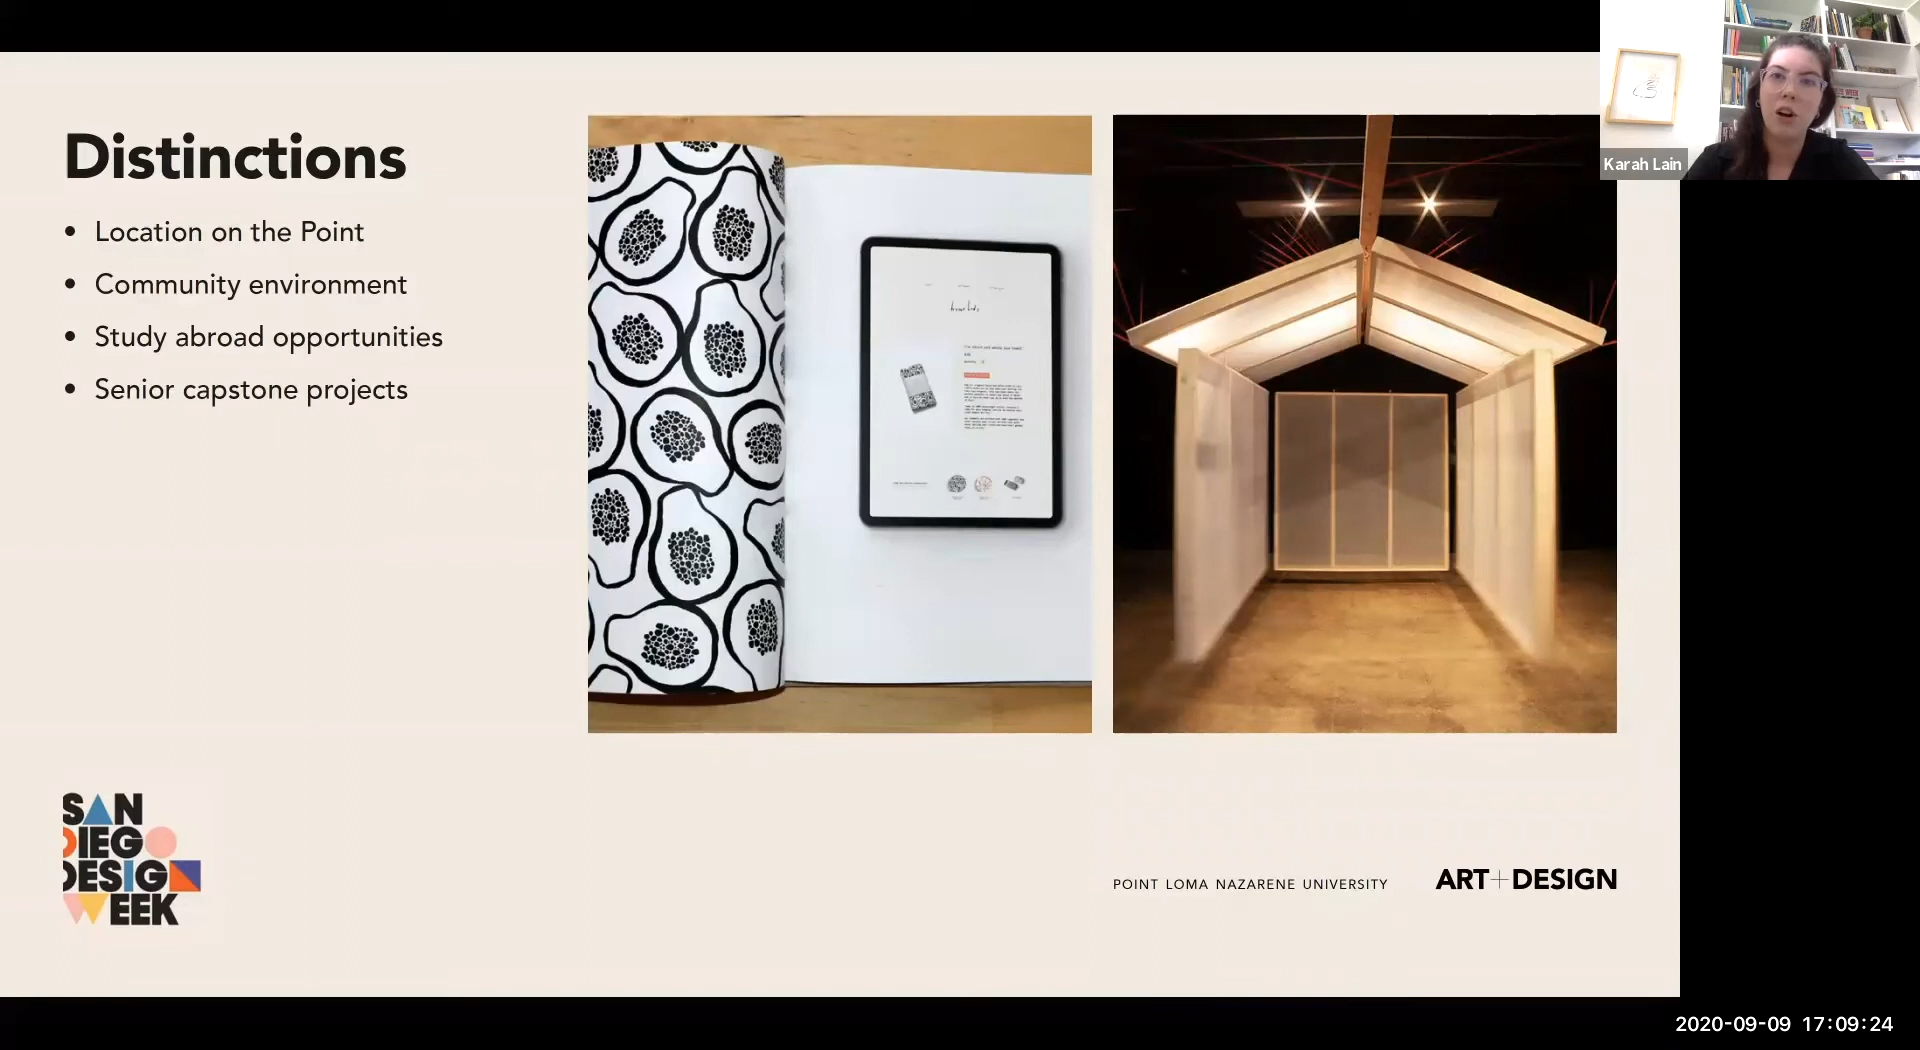 Distinctions
• Location on the Point
• Community environment
• Study abroad opportunities
• Senior capstone projects
Karah Lain
SAN
DIEGO
DESIGN
WEEK
POINT LOMA NAZARENE UNIVERSITY
ART+DESIGN
2020-09-09 17:09:24